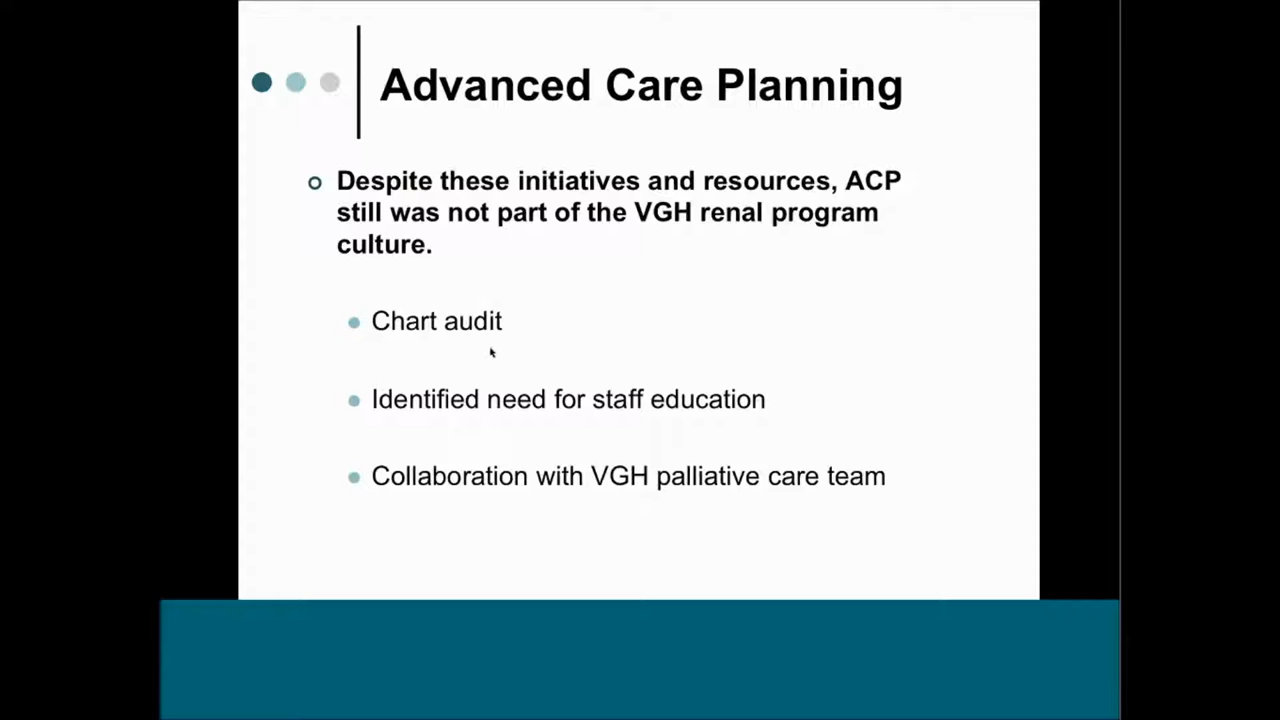 Advanced Care Planning
Despite these initiatives and resources, ACP
still was not part of the VGH renal program
culture.
Chart audit
Identified need for staff education
Collaboration with VGH palliative care team